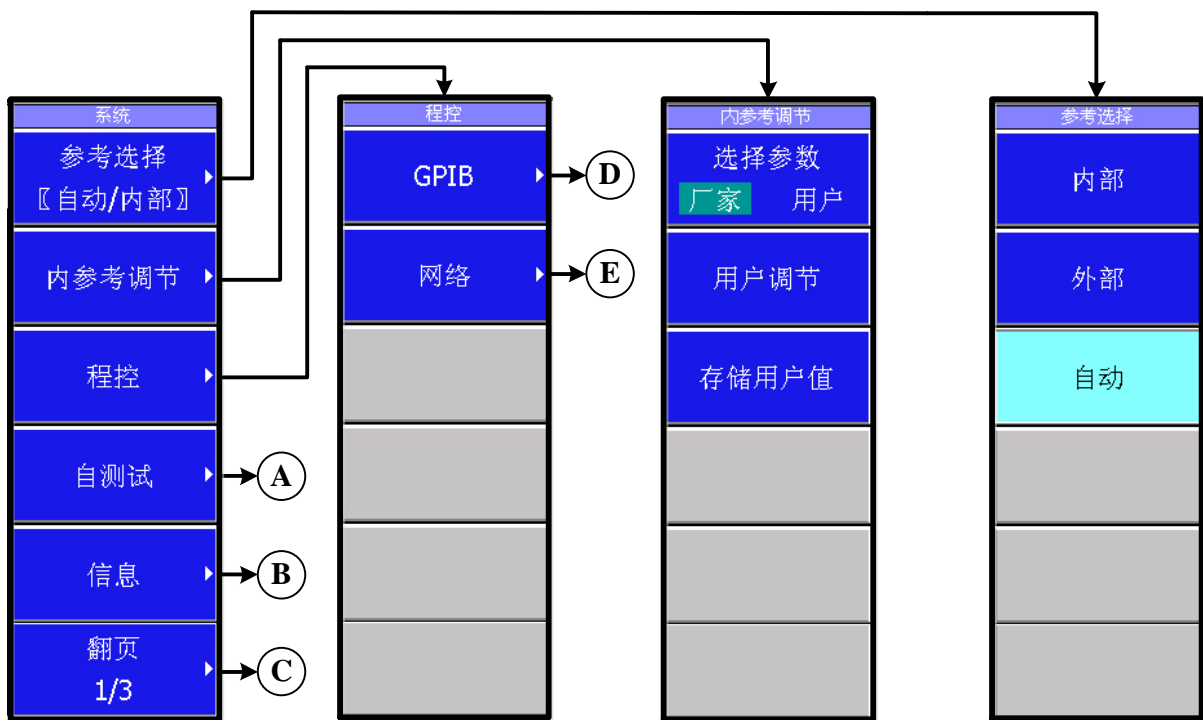 系统
参考选择
〖自动/内部〗
内参考调节
程控
自测试
信息
翻页
1/3
A
B
C
程控
GPIB
网络
D
E
内参考调节
选择参数
厂家 用户
用户调节
存储用户值
参考选择
内部
外部
自动